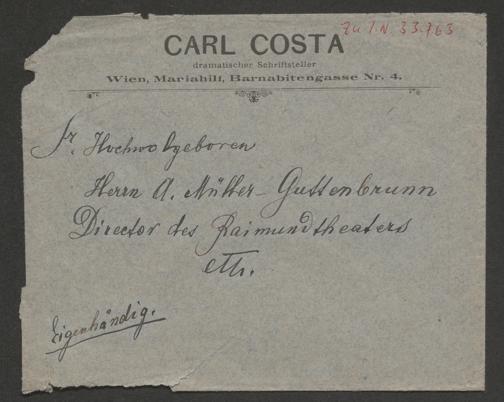 Zu I.N 33.763
CARL COSTA
dramatischer Schriftsteller
Wien, Mariahilf, Barnabitengasse Nr. 4.
Sr. Hochwolgeboren
Herrn A. Müller-Guttenbrunn
Director des Raimundtheaters
etc.
Eigenhändig.